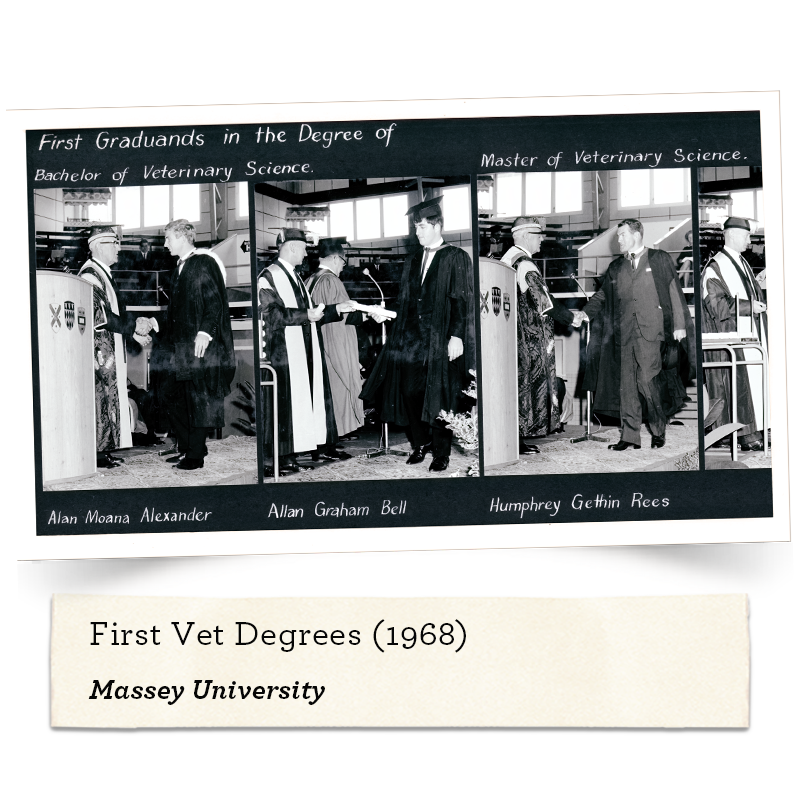 First Graduands in the Degree of
Bachelor of Veterinary Science.
Master of Veterinary Science.
Alan Moana Alexander
Allan Graham Bell
Humphrey Gethin Rees
First Vet Degrees (1968)
Massey University